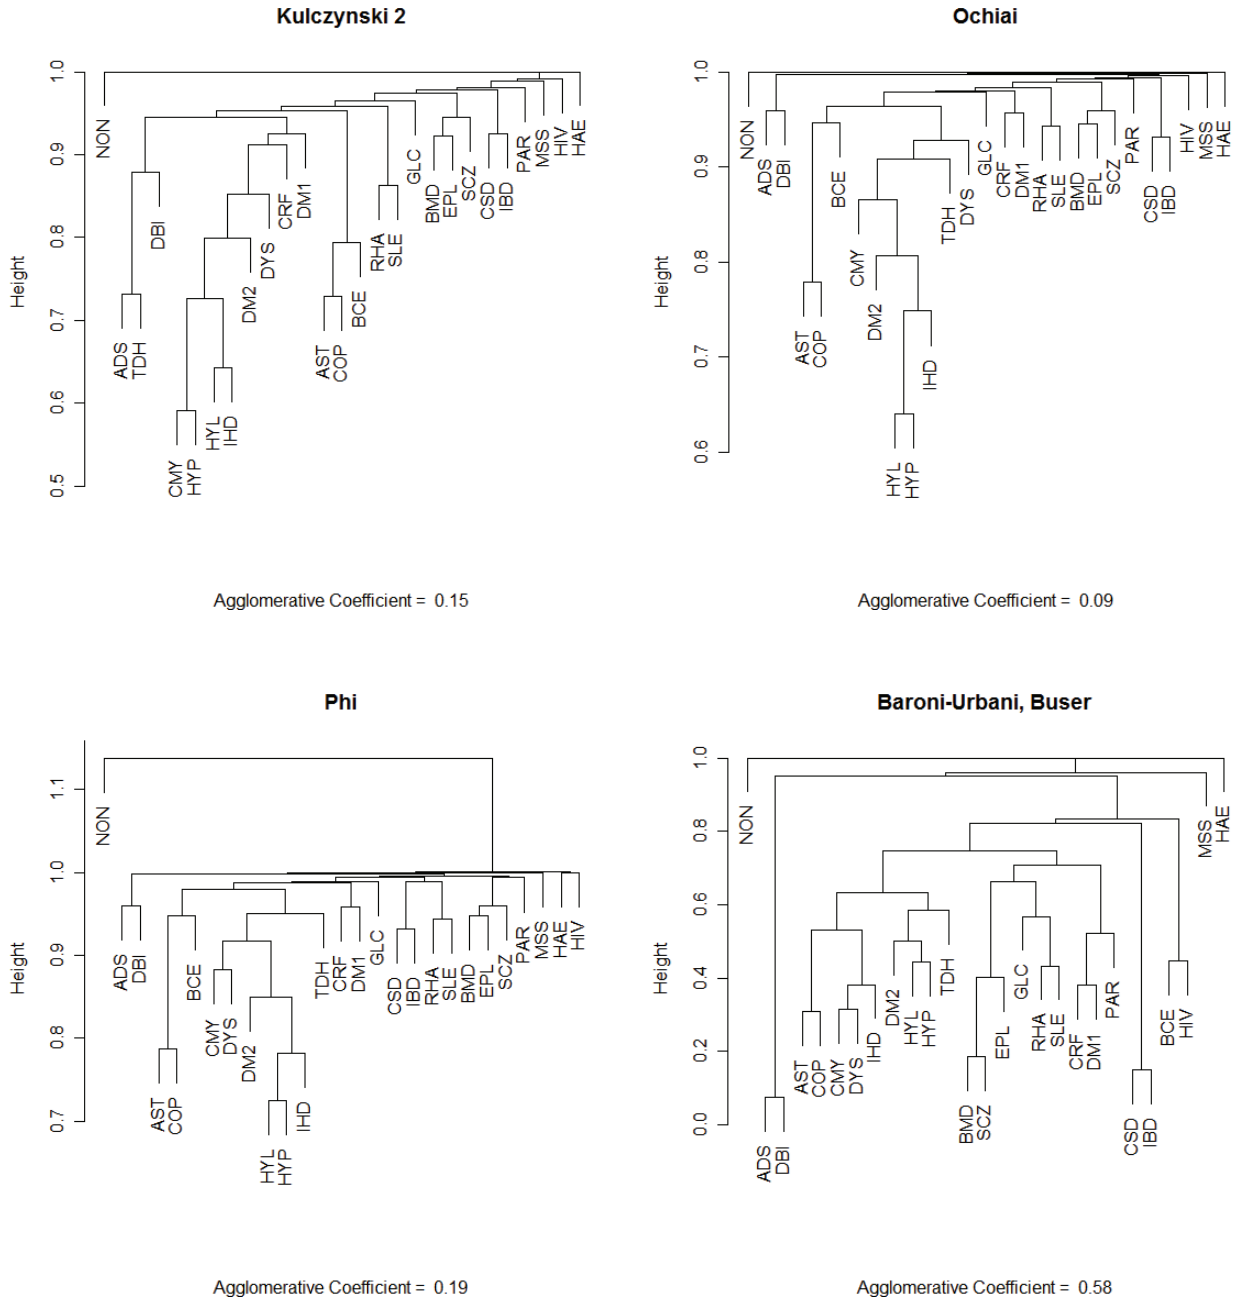 Kulczynski 2
Height
1.0
0.9
0.8
0.7
0.6
0.5
NON
ADS
TDH
DBI
CMY
HYP
HYL
IHD
DM2
DYS
CRF
DM1
AST
COP
BCE
RHA
SLE
GLC
BMD
EPL
SCZ
CSD
IBD
PAR
MSS
HIV
HAE
Agglomerative Coefficient = 0.15
Ochiai
Height
1.0
0.9
0.8
0.7
0.6
NON
ADS
DBI
AST
COP
BCE
CMY
DM2
HYL
HYP
IHD
TDH
DYS
GLC
CRF
DM1
RHA
SLE
BMD
EPL
SCZ
PAR
CSD
IBD
HIV
MSS
HAE
Agglomerative Coefficient = 0.09
Phi
Height
1.1
1.0
0.9
0.8
0.7
NON
ADS
DBI
AST
COP
BCE
CMY
DYS
DM2
HYL
HYP
IHD
TDH
CRF
DM1
GLC
CSD
IBD
RHA
SLE
BMD
EPL
SCZ
PAR
MSS
HAE
HIV
Agglomerative Coefficient = 0.19
Baroni-Urbani, Buser
Height
1.0
0.8
0.6
0.4
0.2
0.0
NON
ADS
DBI
AST
COP
CMY
DYS
IHD
DM2
HYL
HYP
TDH
BMD
SCZ
EPL
GLC
RHA
SLE
CRF
DM1
PAR
CSD
IBD
BCE
HIV
MSS
HAE
Agglomerative Coefficient = 0.58